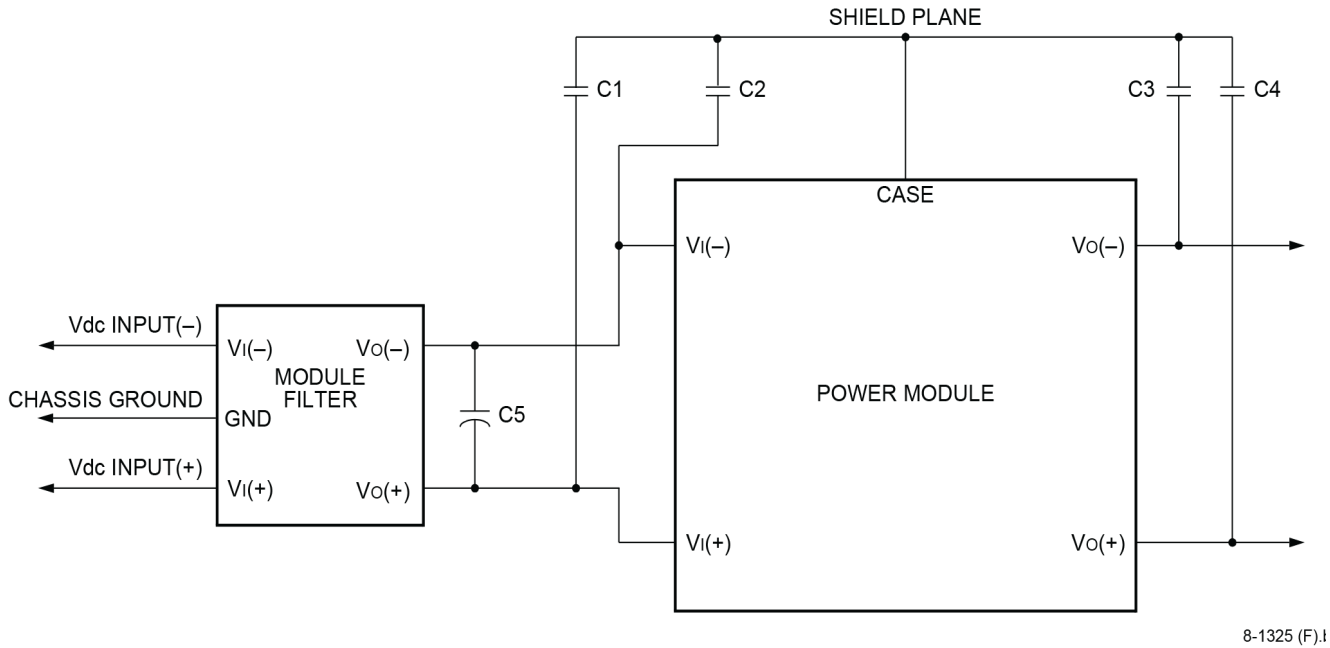 SHIELD PLANE
C1
C2
C3
C4
CASE
VI(–)
VO(–)
Vdc INPUT(–)
VI(–)
VO(–)
MODULE
FILTER
POWER MODULE
CHASSIS GROUND
GND
C5
Vdc INPUT(+)
VI(+)
VO(+)
VI(+)
VO(+)
8-1325 (F).